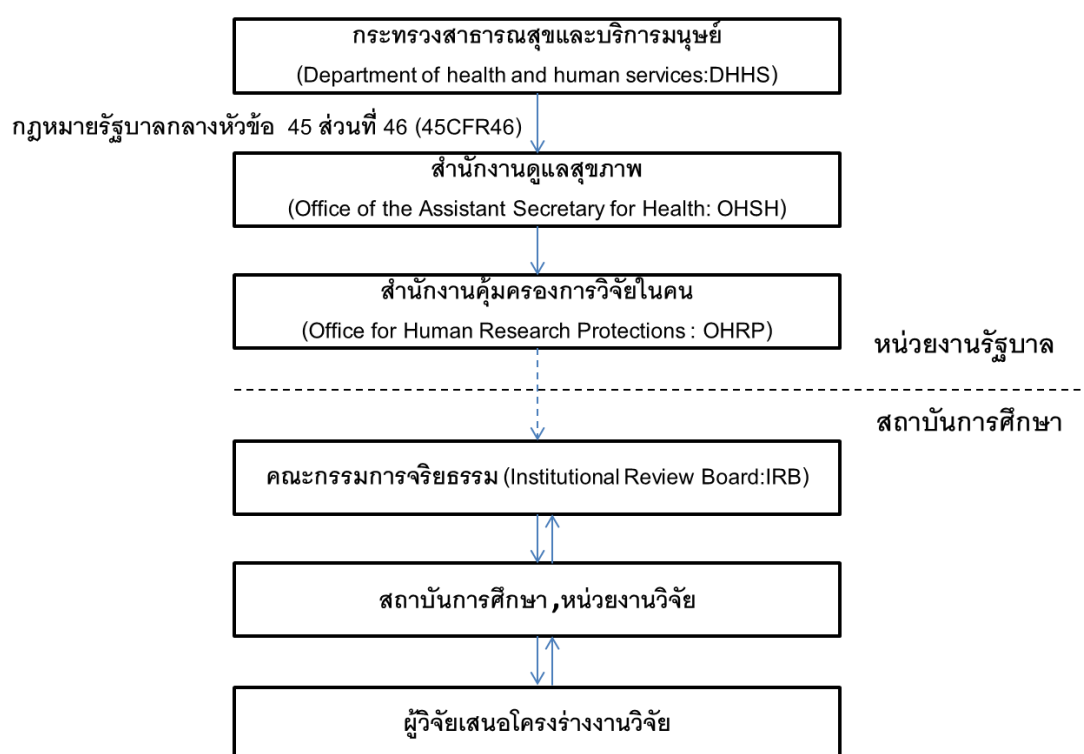 กระทรวงสาธารณสุขและบริการมนุษย์
(Department of health and human services:DHHS)
กฎหมายรัฐบาลกลางหัวข้อ 45 ส่วนที่ 46 (45CFR46)
สำนักงานดูแลสุขภาพ
(Office of the Assistant Secretary for Health: OHSH)
สำนักงานคุ้มครองการวิจัยในคน
(Office for Human Research Protections : OHRP)
หน่วยงานรัฐบาล
สถาบันการศึกษา
คณะกรรมการจริยธรรม (Institutional Review Board:IRB)
สถาบันการศึกษา ,หน่วยงานวิจัย
ผู้วิจัยเสนอโครงร่างงานวิจัย